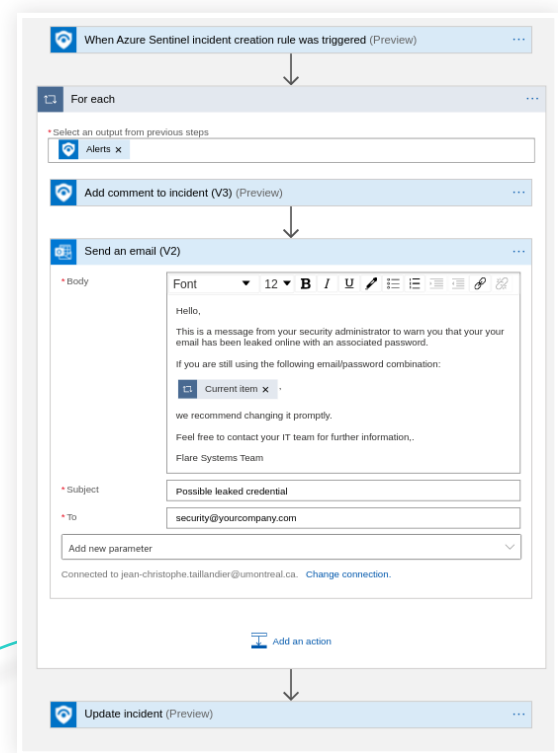 When Azure Sentinel incident creation rule was triggered (Preview) ...
For each ...
* Select an output from previous steps
Alerts ×
Add comment to incident (V3) (Preview) ...
Send an email (V2) ...
* Body
Font 12 B I U
Hello,
This is a message from your security administrator to warn you that your your
email has been leaked online with an associated password.
If you are still using the following email/password combination:
Current item × .
we recommend changing it promptly.
Feel free to contact your IT team for further information,.
Flare Systems Team
* Subject
Possible leaked credential
* To
security@yourcompany.com
Add new parameter
Connected to jean-christophe.taillandier@umontreal.ca. Change connection.
Add an action
Update incident (Preview) ...